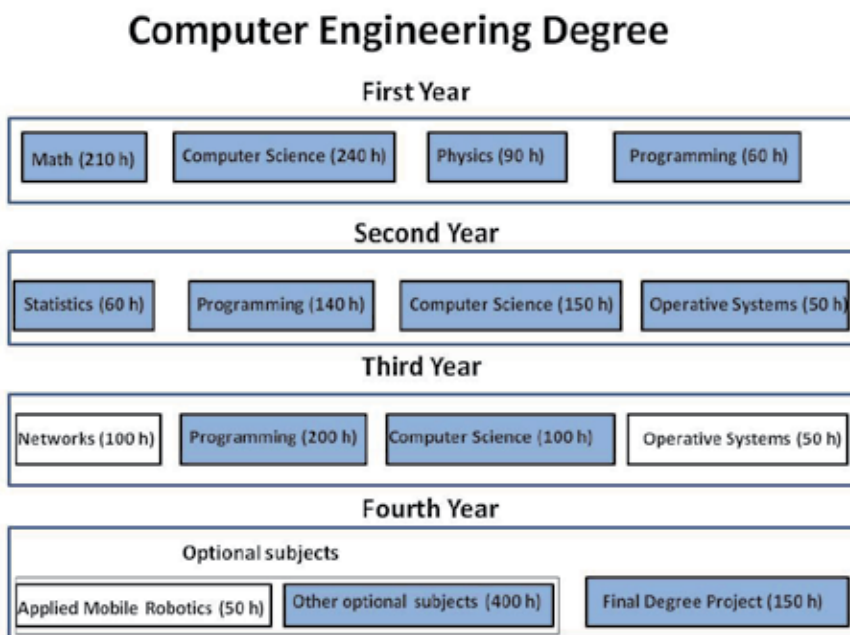 Computer Engineering Degree
First Year
Math (210 h)
Computer Science (240 h)
Physics (90 h)
Programming (60 h)
Second Year
Statistics (60 h)
Programming (140 h)
Computer Science (150 h)
Operative Systems (50 h)
Third Year
Networks (100 h)
Programming (200 h)
Computer Science (100 h)
Operative Systems (50 h)
Fourth Year
Optional subjects
Applied Mobile Robotics (50 h)
Other optional subjects (400 h)
Final Degree Project (150 h)